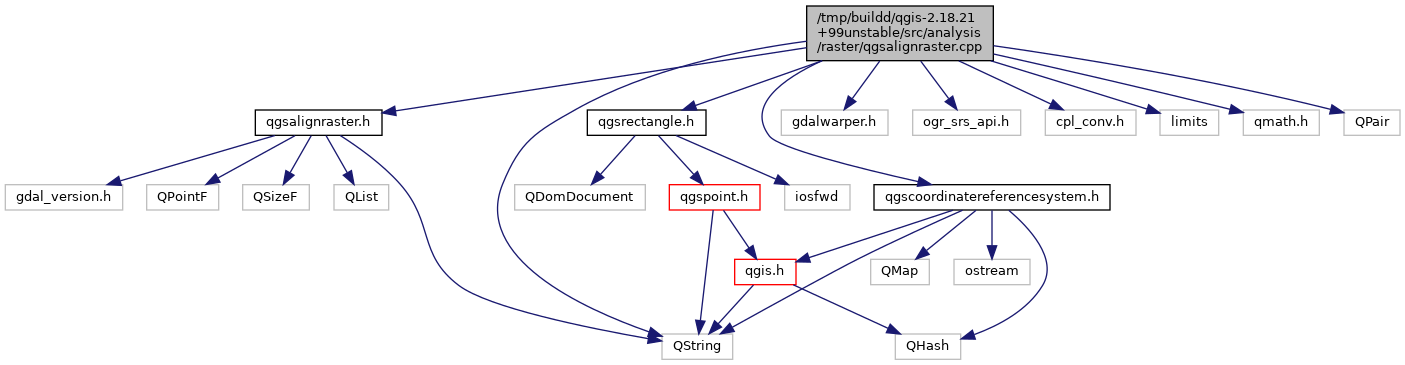 /tmp/buildd/qgis-2.18.21
+99unstable/src/analysis
/raster/qgsalignraster.cpp
qgsalignraster.h
qgsrectangle.h
gdalwarper.h
ogr_srs_api.h
cpl_conv.h
limits
qmath.h
QPair
gdal_version.h
QPointF
QSizeF
QList
QDomDocument
qgspoint.h
iosfwd
qgscoordinatereferencesystem.h
qgis.h
QMap
ostream
QString
QHash